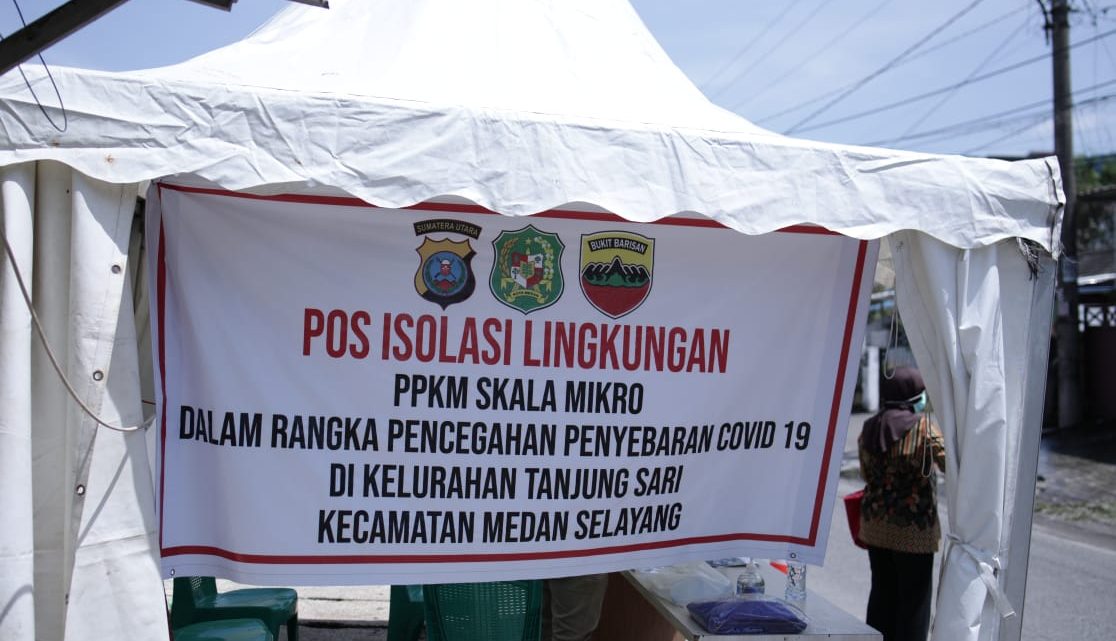 SUMATERA UTARA
BUKIT BARISAN
POS ISOLASI LINGKUNGAN
PPKM SKALA MIKRO
DALAM RANGKA PENCEGAHAN PENYEBARAN COVID 19
DI KELURAHAN TANJUNG SARI
KECAMATAN MEDAN SELAYANG